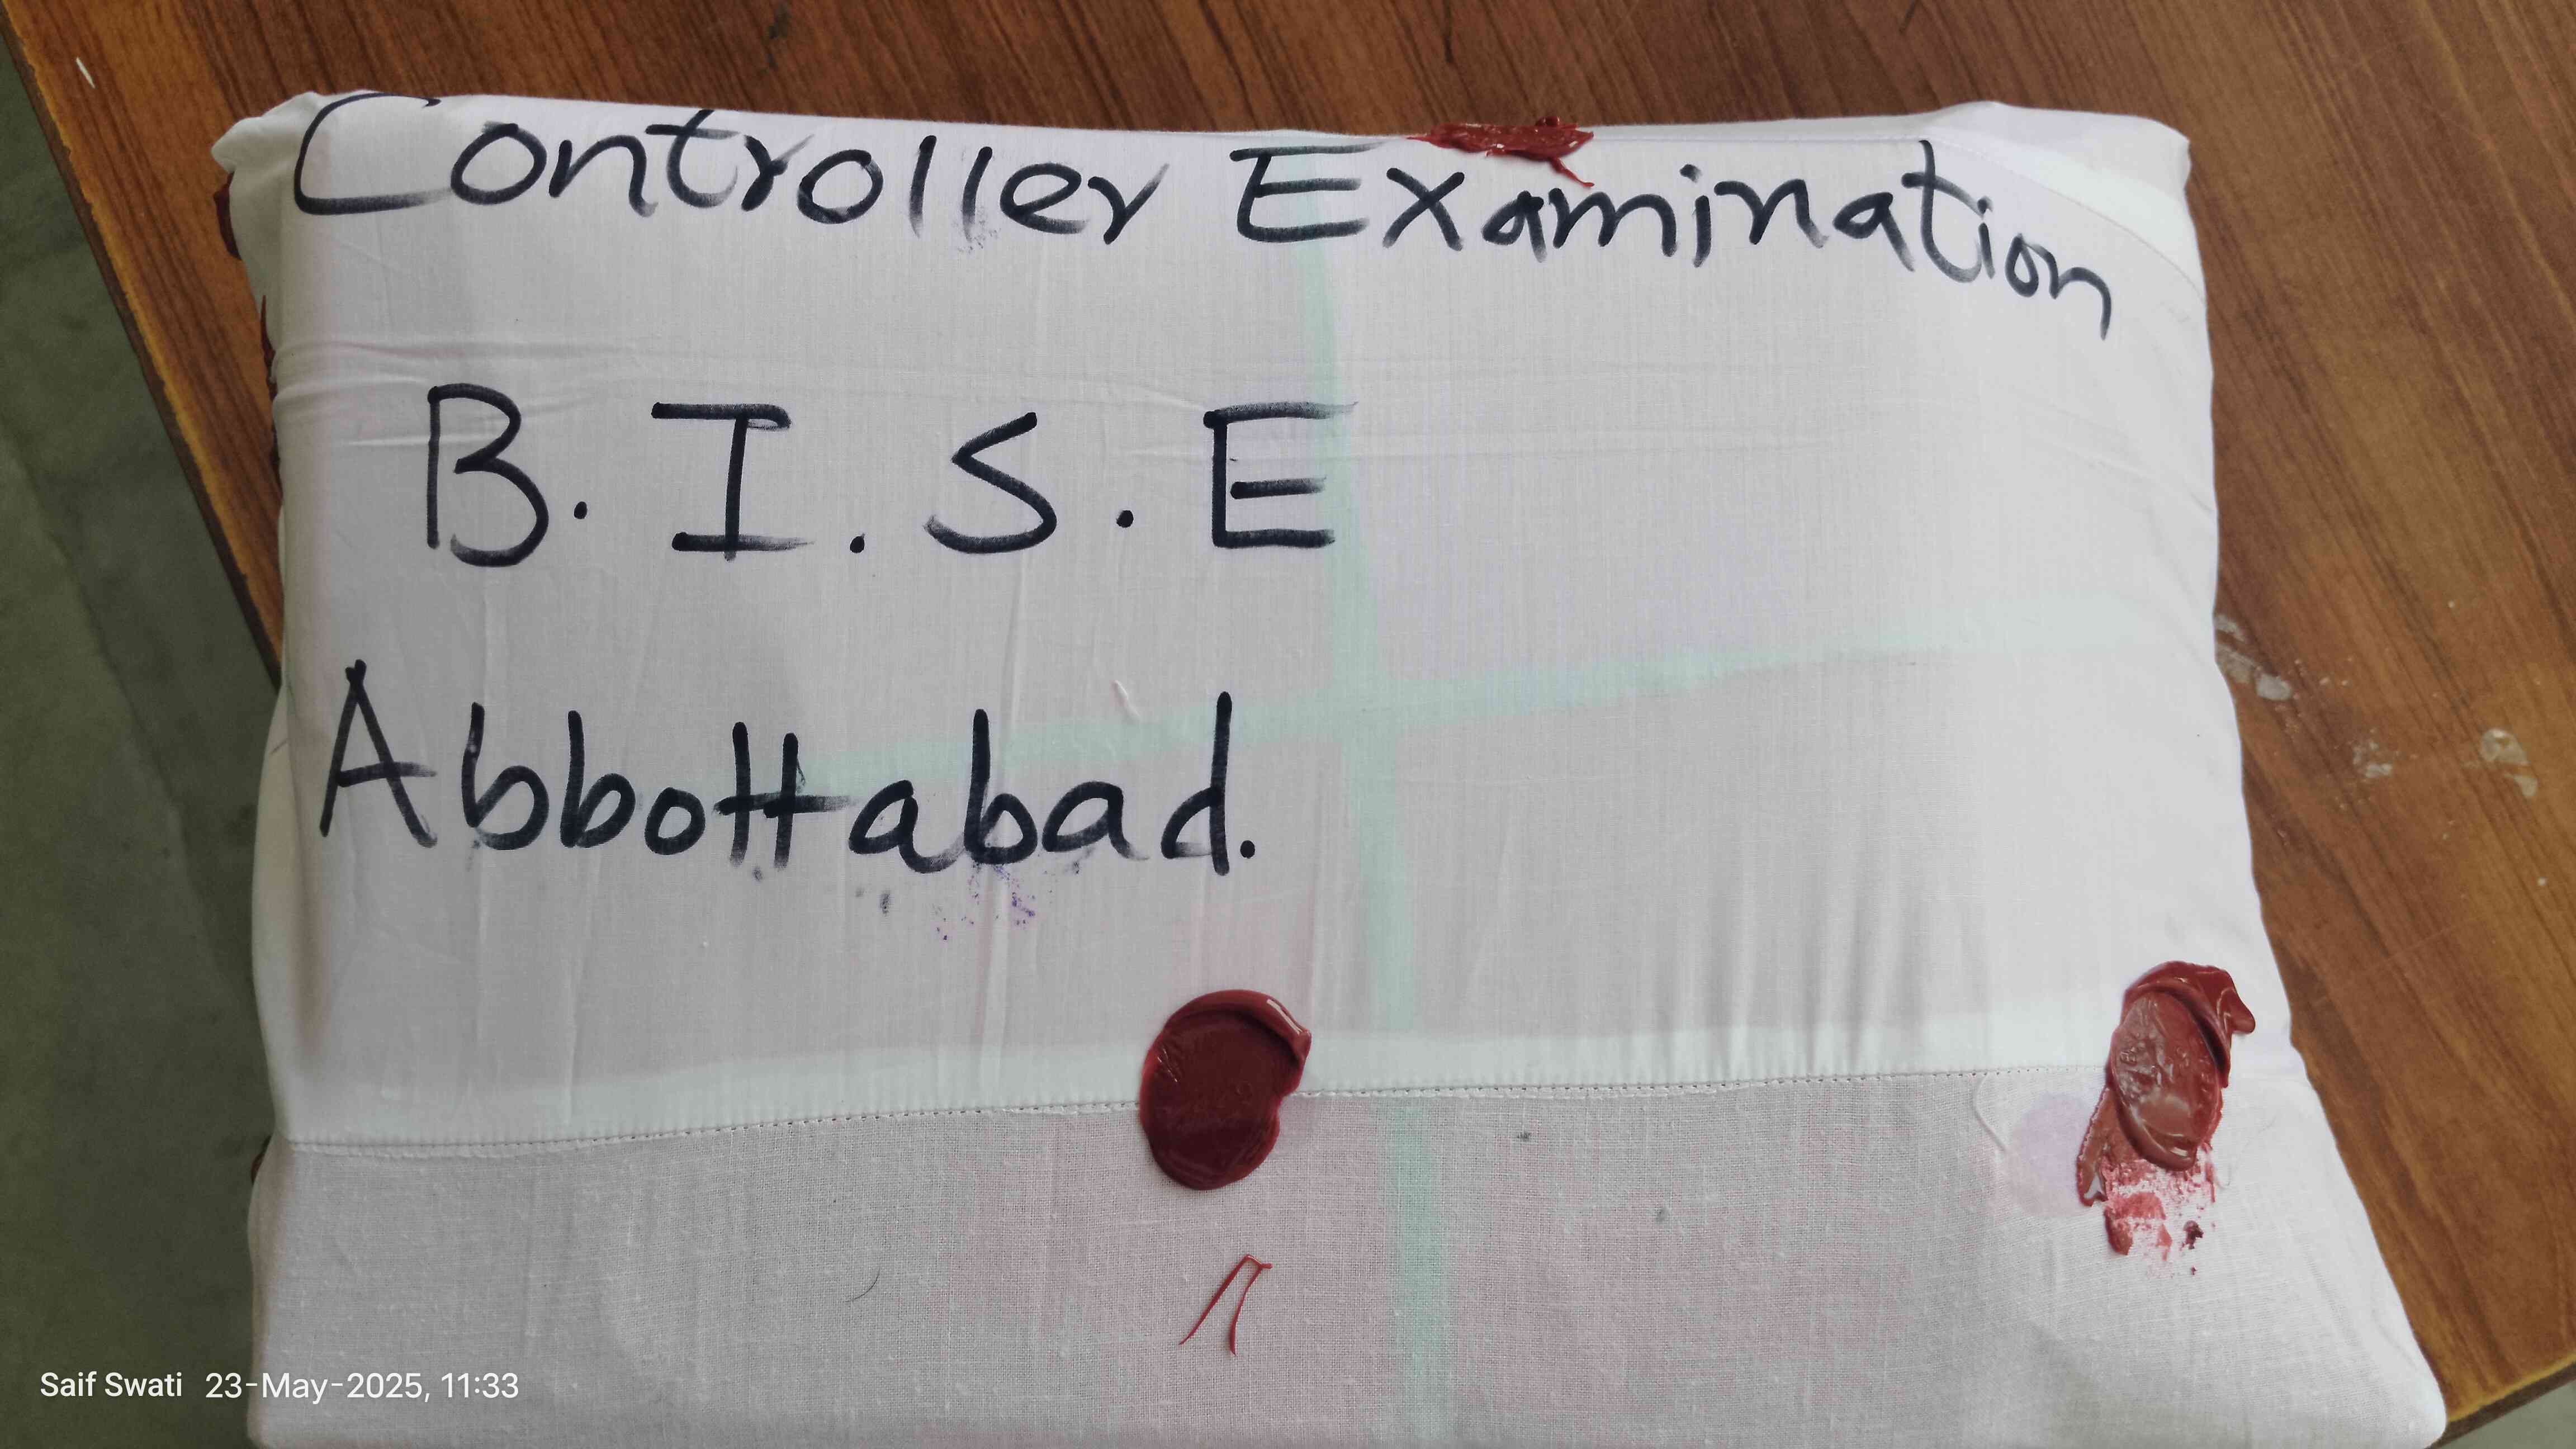 Controller Examination
B. I. S. E
Abbottabad.
Saif Swati 23-May-2025, 11:33